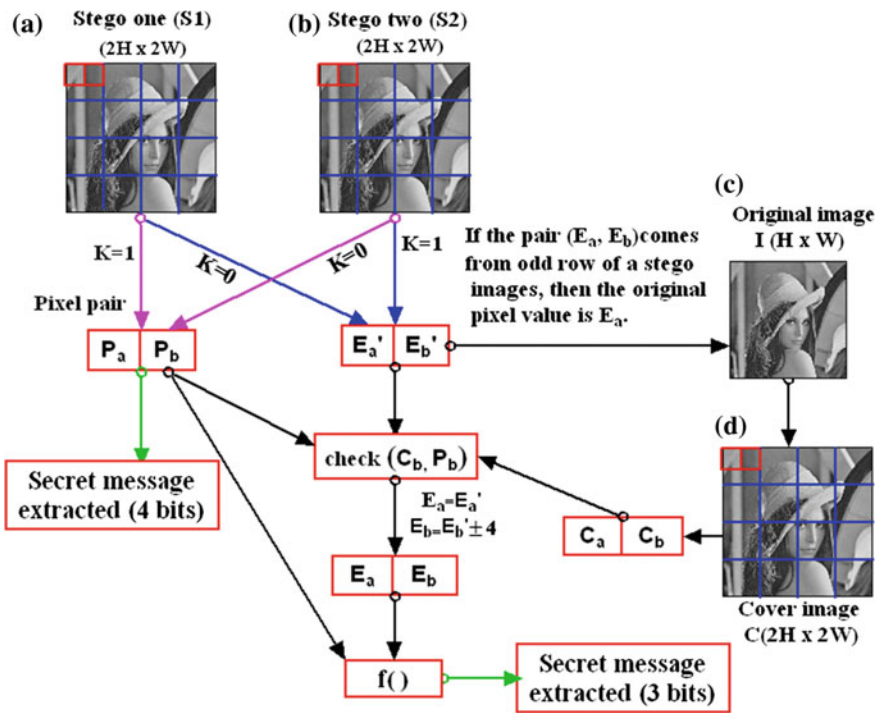 (a)
Stego one (S1)
(2H x 2W)
(b)
Stego two (S2)
(2H x 2W)
(c)
Original image
I (H x W)
K=1
K=0
K=0
K=1
If the pair (Ea, Eb)comes
from odd row of a stego
images, then the original
pixel value is Ea.
Pixel pair
Pa Pb
Ea' Eb'
(d)
check (Cb, Pb)
Secret message
extracted (4 bits)
Ea=Ea'
Eb=Eb'±4
Ca Cb
Ea Eb
Cover image
C(2H x 2W)
f( )
Secret message
extracted (3 bits)